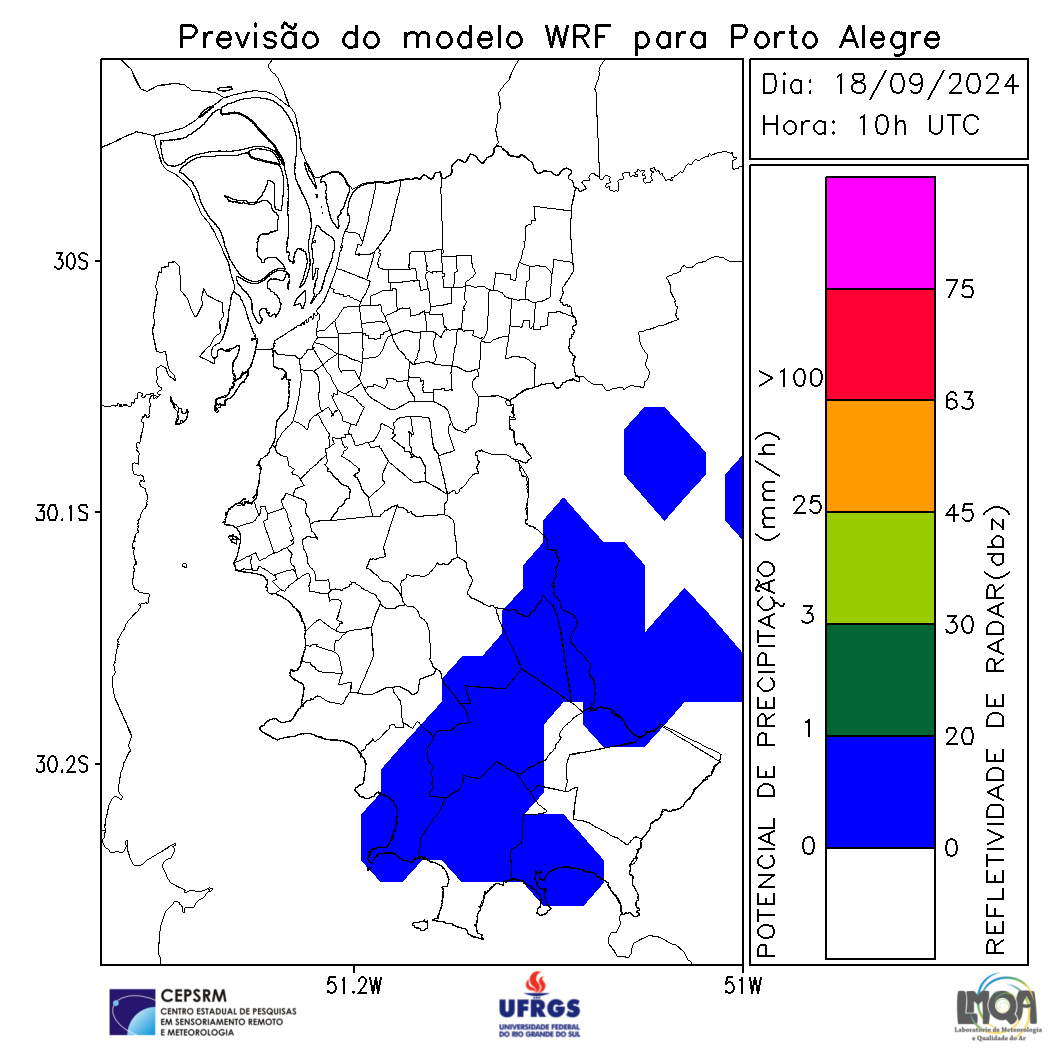 Previsão do modelo WRF para Porto Alegre
Dia: 18/09/2024
Hora: 10h UTC
30S
30.1S
30.2S
51.2W
51W
POTENCIAL DE PRECIPITAÇÃO (mm/h)
>100
25
3
1
0
75
63
45
30
20
0
REFLETIVIDADE DE RADAR(dbz)
CEPSRM
CENTRO ESTADUAL DE PESQUISAS
EM SENSORIAMENTO REMOTO
E METEOROLOGIA
UFRGS
UNIVERSIDADE FEDERAL
DO RIO GRANDE DO SUL
LMQA
Laboratório de Meteorologia
e Qualidade do Ar